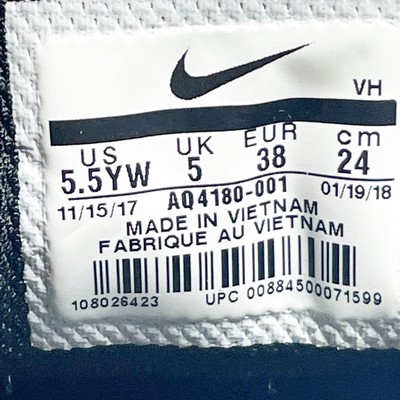 VH
US UK EUR cm
5.5YW 5 38 24
11/15/17 AQ4180-001 01/19/18
MADE IN VIETNAM
FABRIQUE AU VIETNAM
108026423 UPC 00884500071599